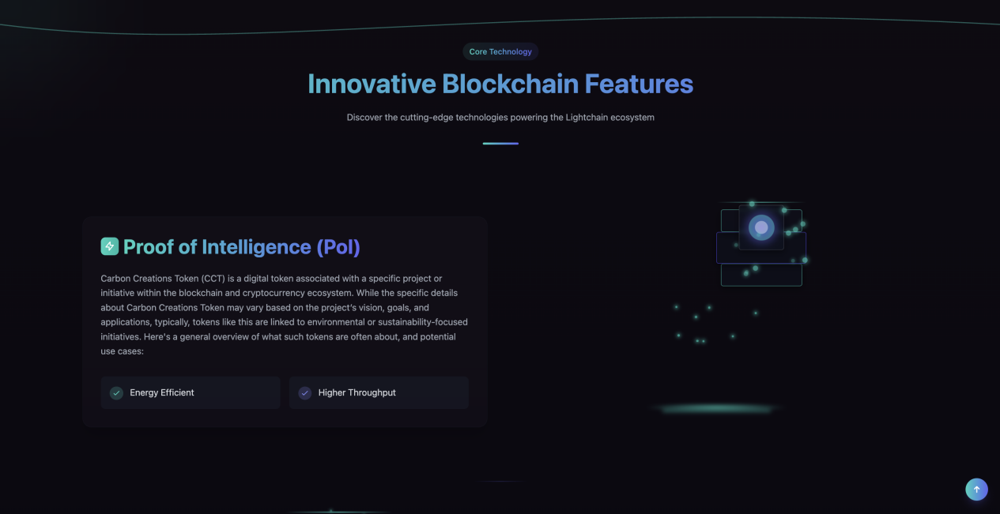 Core Technology
Innovative Blockchain Features
Discover the cutting-edge technologies powering the Lightchain ecosystem
Proof of Intelligence (PoI)
Carbon Creations Token (CCT) is a digital token associated with a specific project or
initiative within the blockchain and cryptocurrency ecosystem. While the specific details
about Carbon Creations Token may vary based on the project's vision, goals, and
applications, typically, tokens like this are linked to environmental or sustainability-focused
initiatives. Here's a general overview of what such tokens are often about, and potential
use cases:
Energy Efficient
Higher Throughput